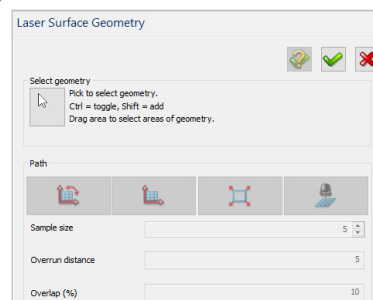 Laser Surface Geometry
Select geometry
Pick to select geometry.
Ctrl = toggle, Shift = add
Drag area to select areas of geometry.
Path
Sample size 5
Overrun distance 5
Overlap (%) 10